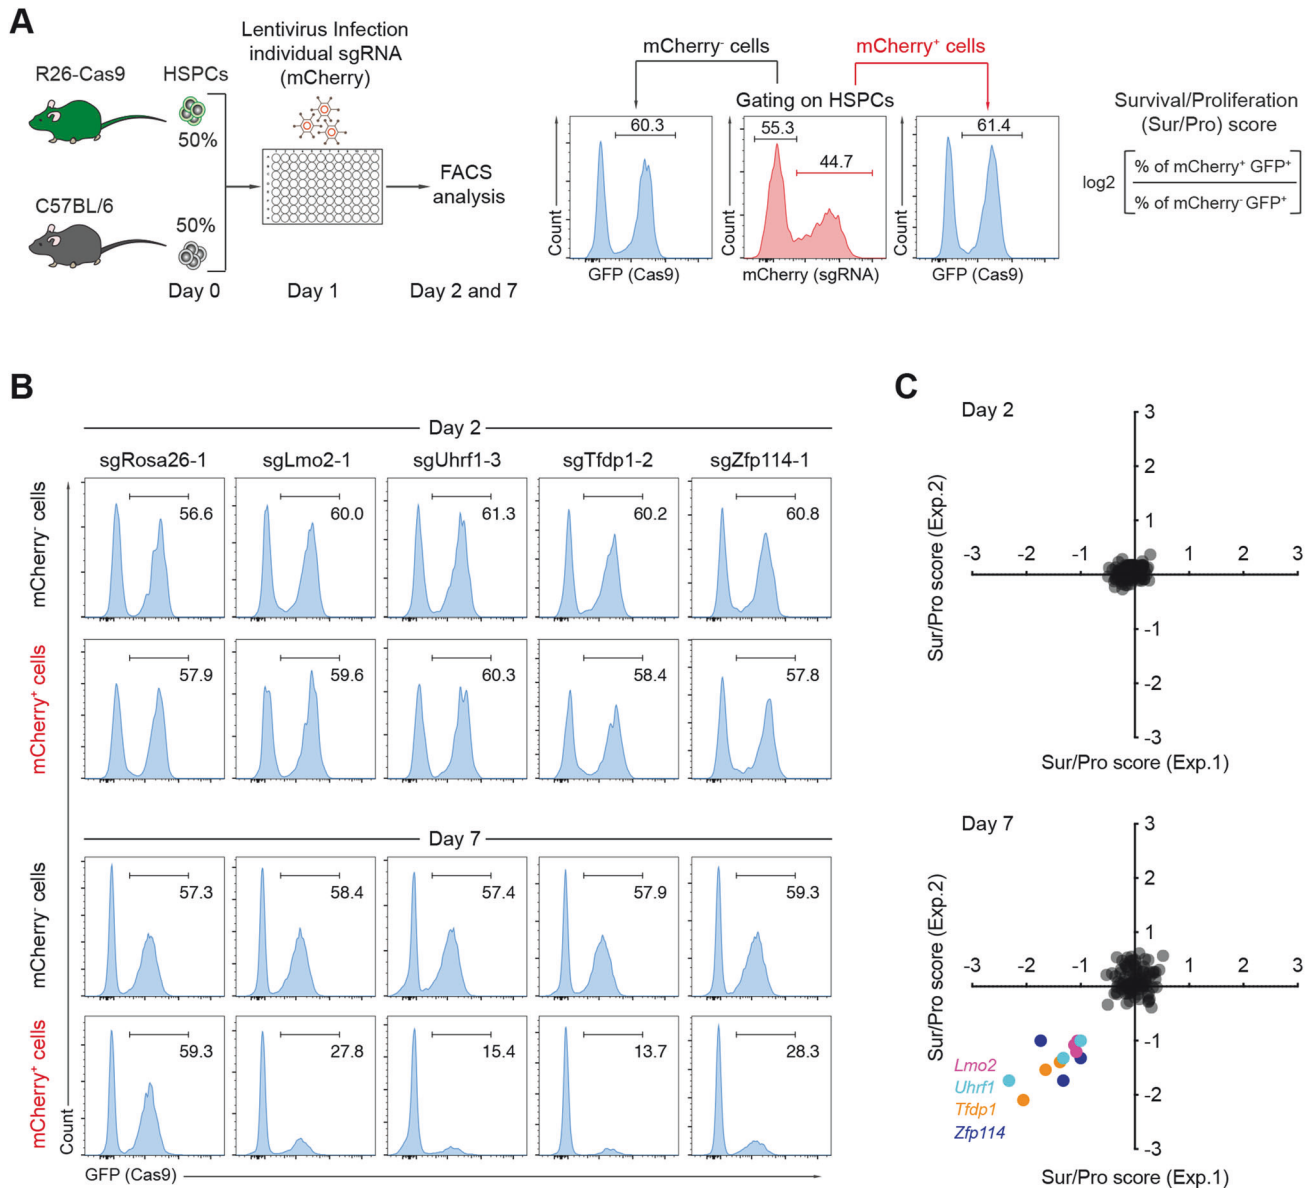 A
Lentivirus Infection
individual sgRNA
(mCherry)
R26-Cas9
HSPCs
50%
C57BL/6
50%
FACS
analysis
Day 0
Day 1
Day 2 and 7
mCherry⁻ cells
mCherry⁺ cells
Gating on HSPCs
60.3
55.3
44.7
61.4
Count
Count
Count
GFP (Cas9)
mCherry (sgRNA)
GFP (Cas9)
Survival/Proliferation
(Sur/Pro) score
log2
% of mCherry⁺ GFP⁺
% of mCherry⁻ GFP⁺
B
Day 2
sgRosa26-1
sgLmo2-1
sgUhrf1-3
sgTfdp1-2
sgZfp114-1
mCherry⁻ cells
56.6
60.0
61.3
60.2
60.8
mCherry⁺ cells
57.9
59.6
60.3
58.4
57.8
Day 7
mCherry⁻ cells
57.3
58.4
57.4
57.9
59.3
mCherry⁺ cells
59.3
27.8
15.4
13.7
28.3
Count
GFP (Cas9)
C
Day 2
3
2
1
-3
-2
-1
1
2
3
-1
-2
-3
Sur/Pro score (Exp.2)
Sur/Pro score (Exp.1)
Day 7
3
2
1
-3
-2
-1
1
2
3
-1
-2
-3
Sur/Pro score (Exp.2)
Lmo2
Uhrf1
Tfdp1
Zfp114
Sur/Pro score (Exp.1)